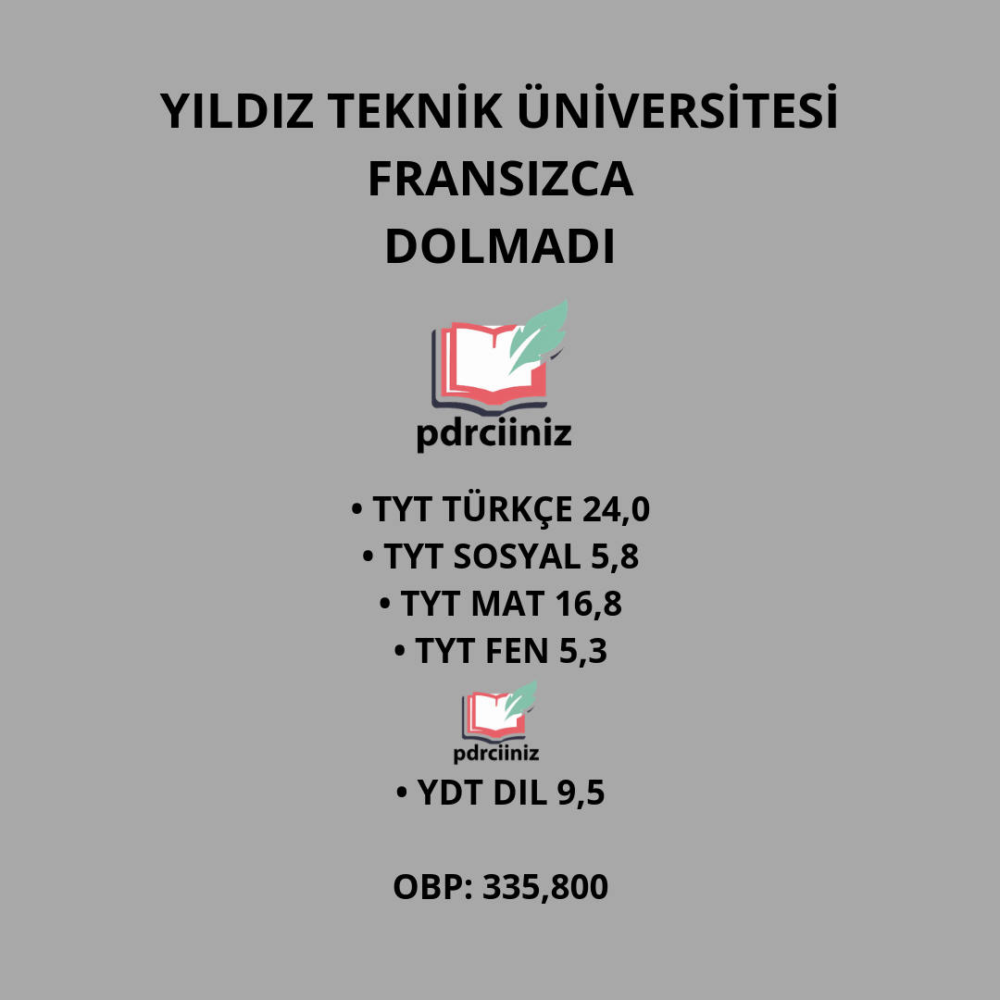 YILDIZ TEKNİK ÜNİVERSİTESİ
FRANSIZCA
DOLMADI
pdrciiniz
• TYT TÜRKÇE 24,0
• TYT SOSYAL 5,8
• TYT MAT 16,8
• TYT FEN 5,3
pdrciiniz
• YDT DIL 9,5
OBP: 335,800